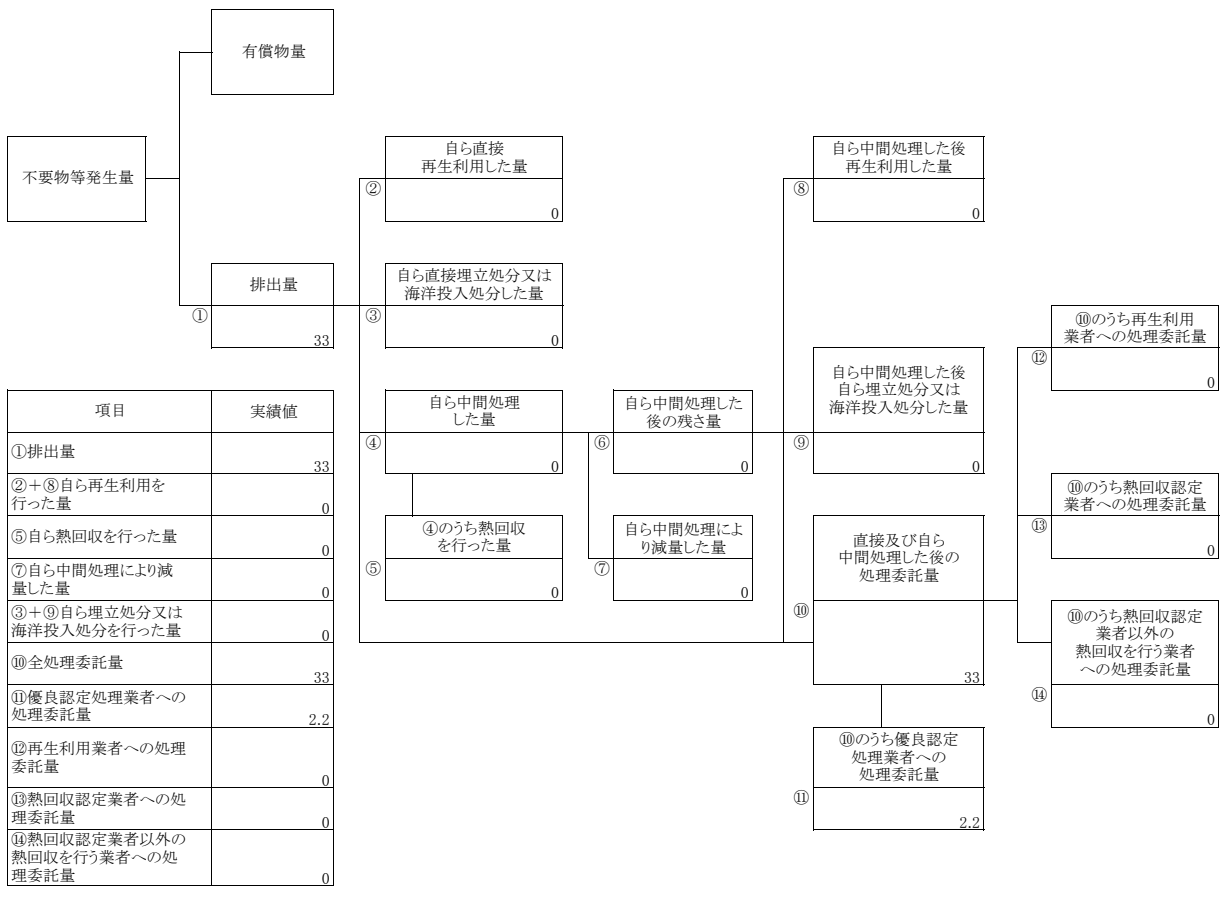 有償物量
不要物等発生量
排出量
①
33
自ら直接
再生利用した量
②
0
自ら直接埋立処分又は
海洋投入処分した量
③
0
自ら中間処理
した量
④
0
④のうち熱回収
を行った量
⑤
0
自ら中間処理した
後の残さ量
⑥
0
自ら中間処理によ
り減量した量
⑦
0
自ら中間処理した後
再生利用した量
⑧
0
自ら中間処理した後
自ら埋立処分又は
海洋投入処分した量
⑨
0
直接及び自ら
中間処理した後の
処理委託量
⑩
33
⑩のうち優良認定
処理業者への
処理委託量
⑪
2.2
⑩のうち再生利用
業者への処理委託量
⑫
0
⑩のうち熱回収認定
業者への処理委託量
⑬
0
⑩のうち熱回収認定
業者以外の
熱回収を行う業者
への処理委託量
⑭
0
項目 実績値
①排出量
33
②＋⑧自ら再生利用を
行った量
0
⑤自ら熱回収を行った量
0
⑦自ら中間処理により減
量した量
0
③＋⑨自ら埋立処分又は
海洋投入処分を行った量
0
⑩全処理委託量
33
⑪優良認定処理業者への
処理委託量
2.2
⑫再生利用業者への処理
委託量
0
⑬熱回収認定業者への処
理委託量
0
⑭熱回収認定業者以外の
熱回収を行う業者への処
理委託量
0